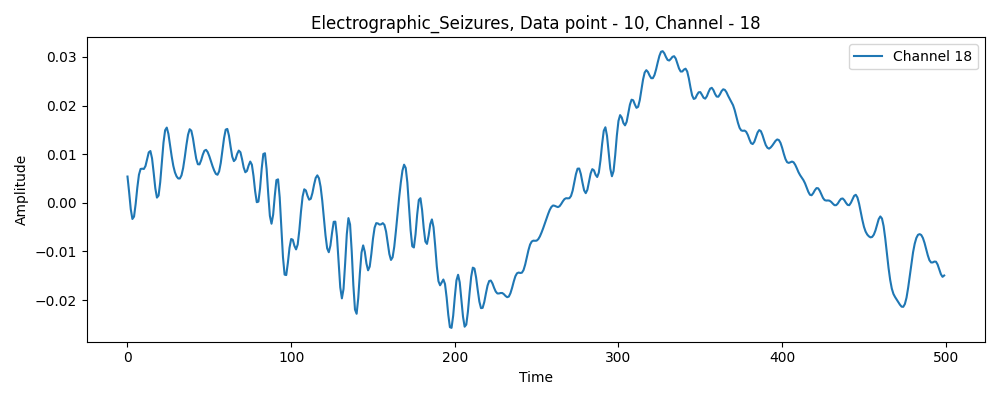 Electrographic_Seizures, Data point - 10, Channel - 18
Channel 18
Amplitude
0.03
0.02
0.01
0.00
−0.01
−0.02
0 100 200 300 400 500
Time